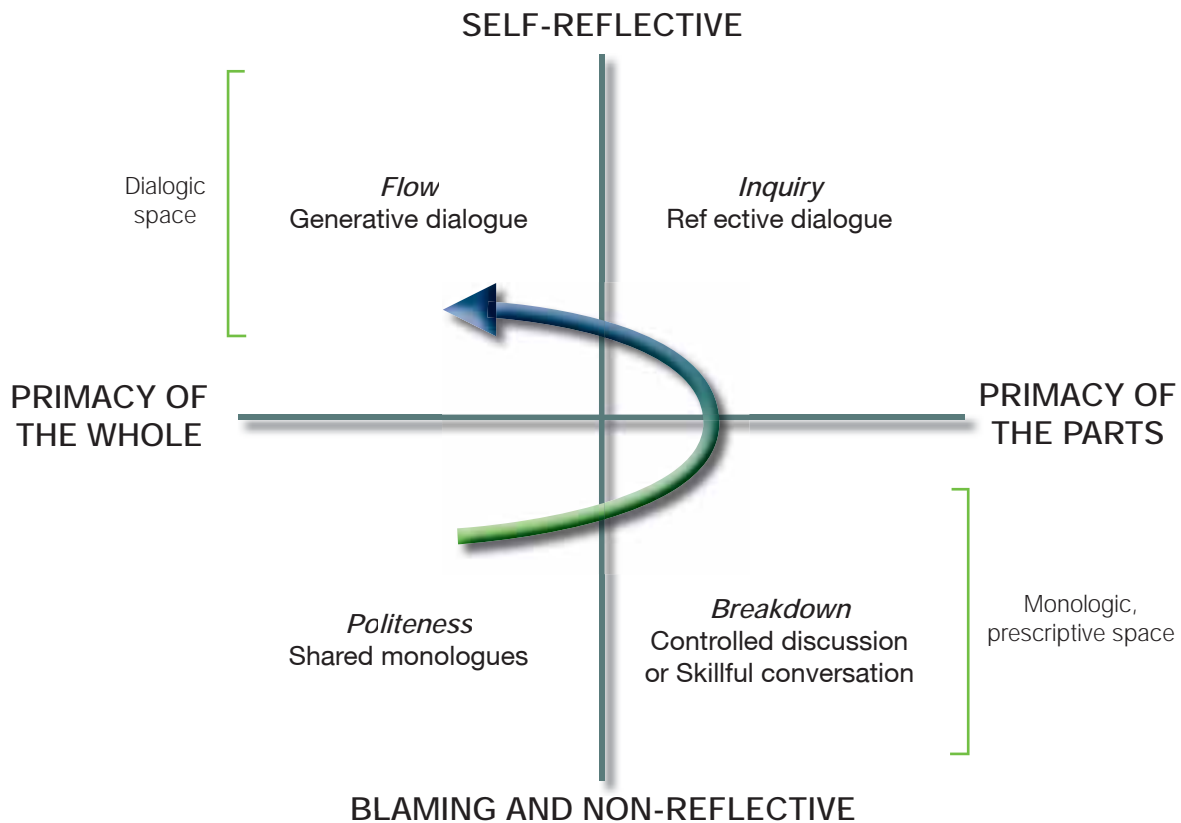 SELF-REFLECTIVE
Dialogic
space
Flow
Generative dialogue
Inquiry
Ref ective dialogue
PRIMACY OF
THE WHOLE
PRIMACY OF
THE PARTS
Politeness
Shared monologues
Breakdown
Controlled discussion
or Skillful conversation
Monologic,
prescriptive space
BLAMING AND NON-REFLECTIVE